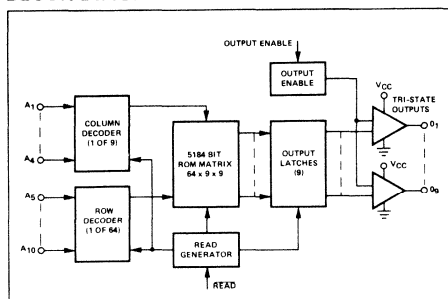 OUTPUT ENABLE
OUTPUT
ENABLE
VCC
TRI-STATE
OUTPUTS
A1
COLUMN
DECODER
(1 OF 9)
A4
5184 BIT
ROM MATRIX
64 x 9 x 9
OUTPUT
LATCHES
(9)
O1
VCC
A5
ROW
DECODER
(1 OF 64)
A10
READ
GENERATOR
O9
READ